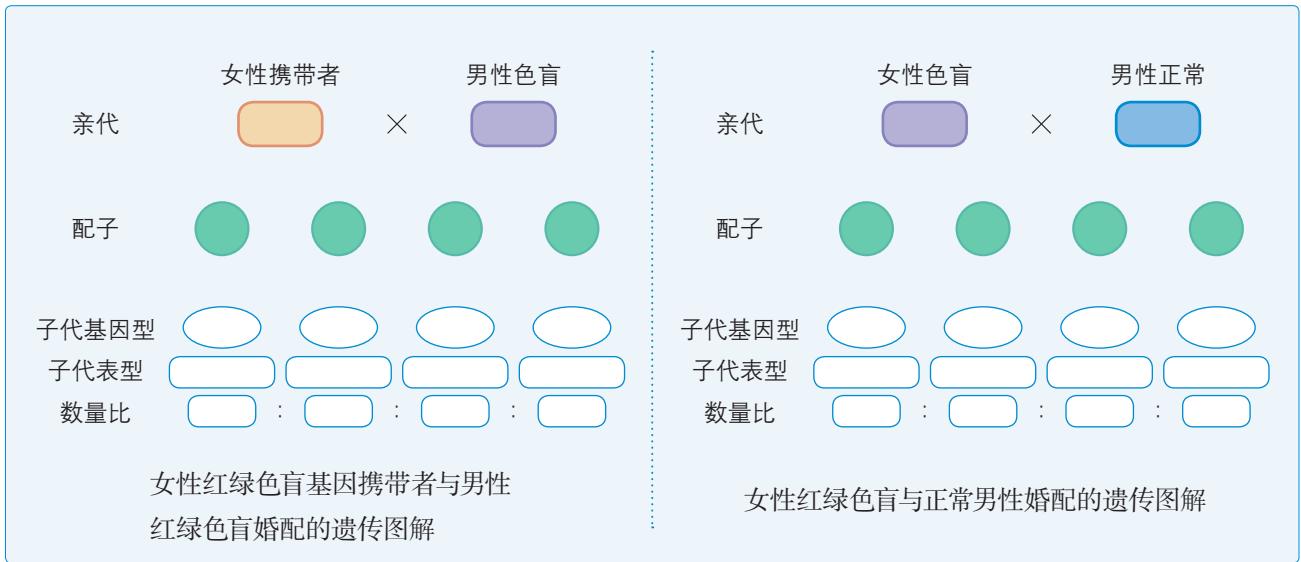 女性携带者 男性色盲
亲代 ×
配子
子代基因型
子代表型
数量比 : : :
女性红绿色盲基因携带者与男性
红绿色盲婚配的遗传图解
女性色盲 男性正常
亲代 ×
配子
子代基因型
子代表型
数量比 : : :
女性红绿色盲与正常男性婚配的遗传图解